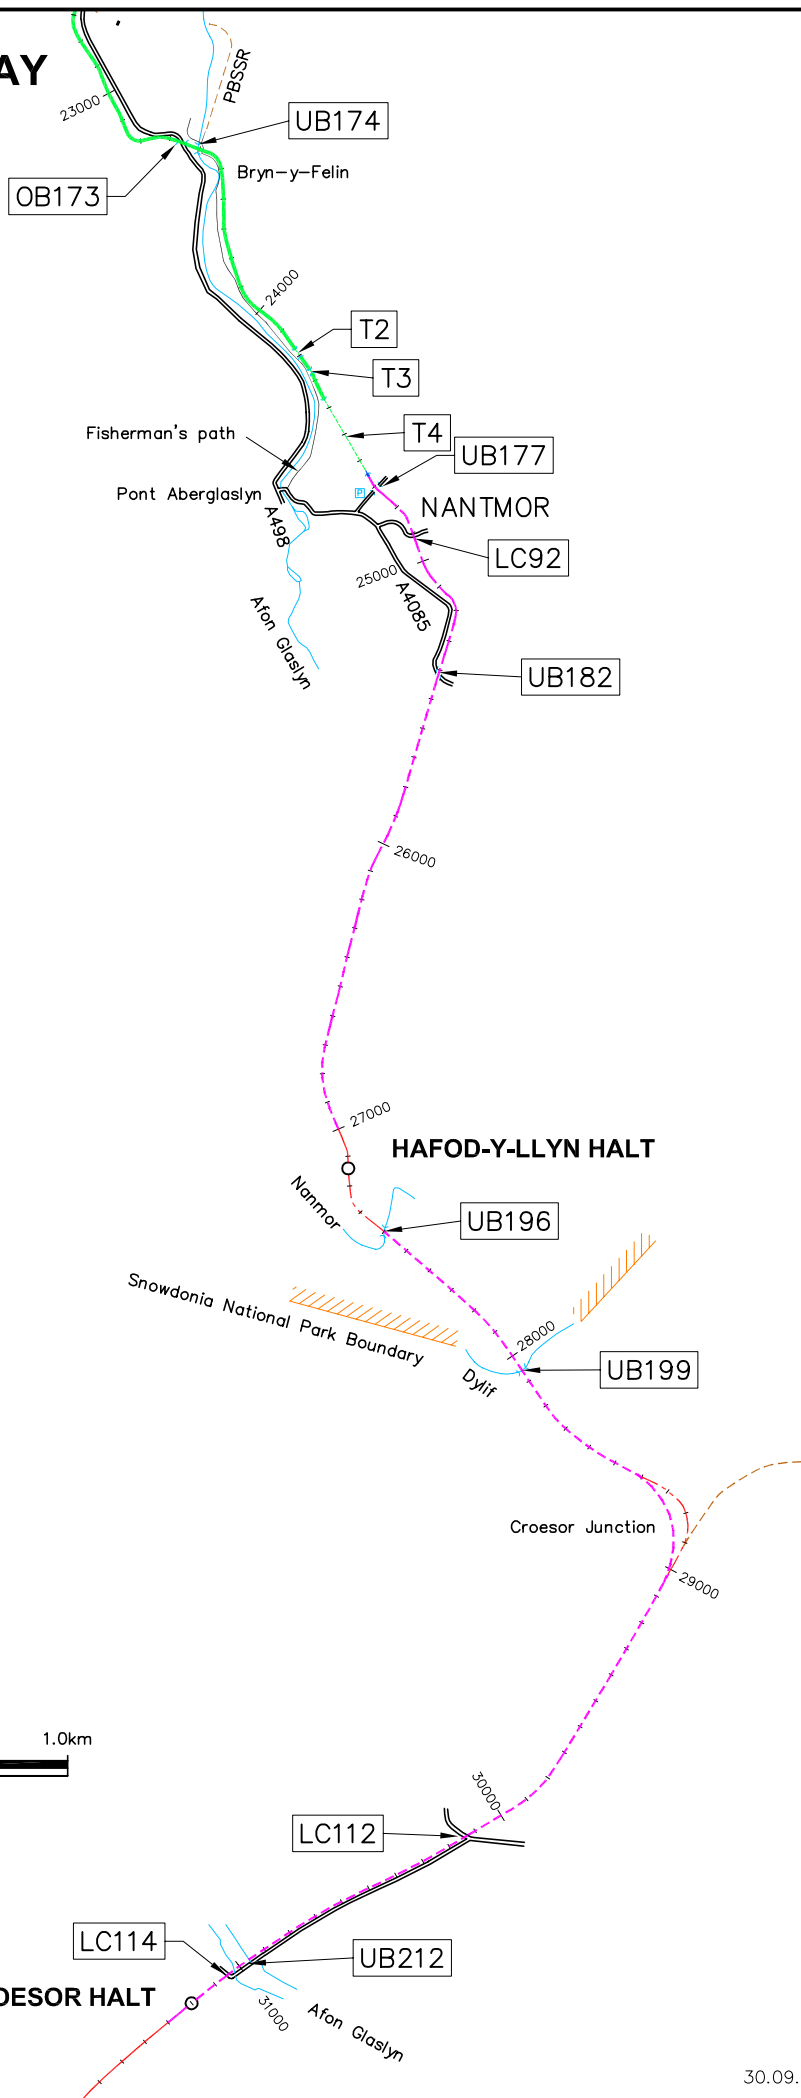 AY
PBSSR
23000
UB174
OB173
Bryn-y-Felin
24000
T2
T3
Fisherman's path
T4
UB177
Pont Aberglaslyn
P
NANTMOR
A498
LC92
25000
A4085
Afon Glaslyn
UB182
26000
27000
HAFOD-Y-LLYN HALT
Nanmor
UB196
Snowdonia National Park Boundary
28000
UB199
Dylif
Croesor Junction
29000
1.0km
30000
LC112
LC114
UB212
OESOR HALT
31000
Afon Glaslyn
30.09.